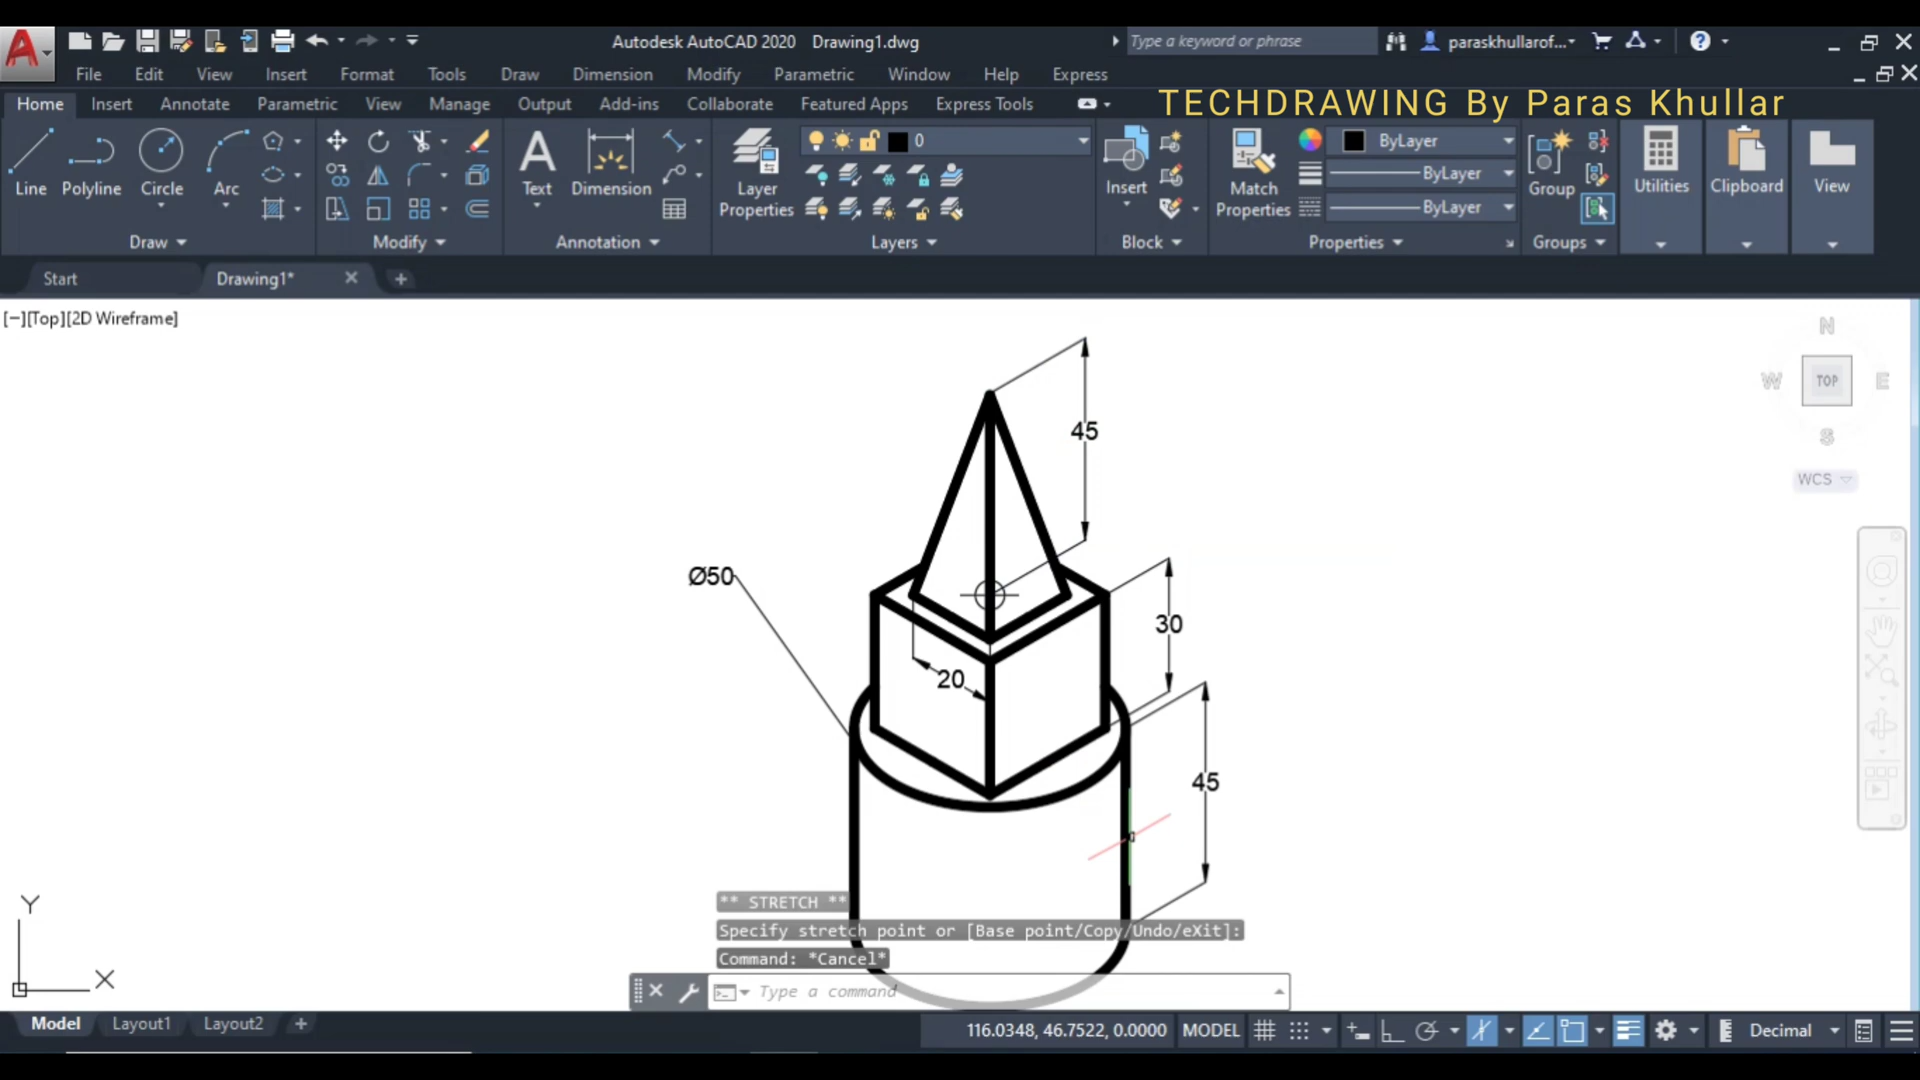 Autodesk AutoCAD 2020 Drawing1.dwg
Type a keyword or phrase
paraskhullarof...
File Edit View Insert Format Tools Draw Dimension Modify Parametric Window Help Express
Home Insert Annotate Parametric View Manage Output Add-ins Collaborate Featured Apps Express Tools
TECHDRAWING By Paras Khullar
0
ByLayer
ByLayer
ByLayer
Line Polyline Circle Arc
Text Dimension
Layer Properties
Insert
Match Properties
Group
Utilities Clipboard View
Draw Modify Annotation Layers Block Properties Groups
Start Drawing1*
[−][Top][2D Wireframe]
N
W TOP E
S
WCS
45
Ø50
30
20
45
** STRETCH **
Specify stretch point or [Base point/Copy/Undo/eXit]:
Command: *Cancel*
Type a command
Y
X
Model Layout1 Layout2
116.0348, 46.7522, 0.0000 MODEL
Decimal